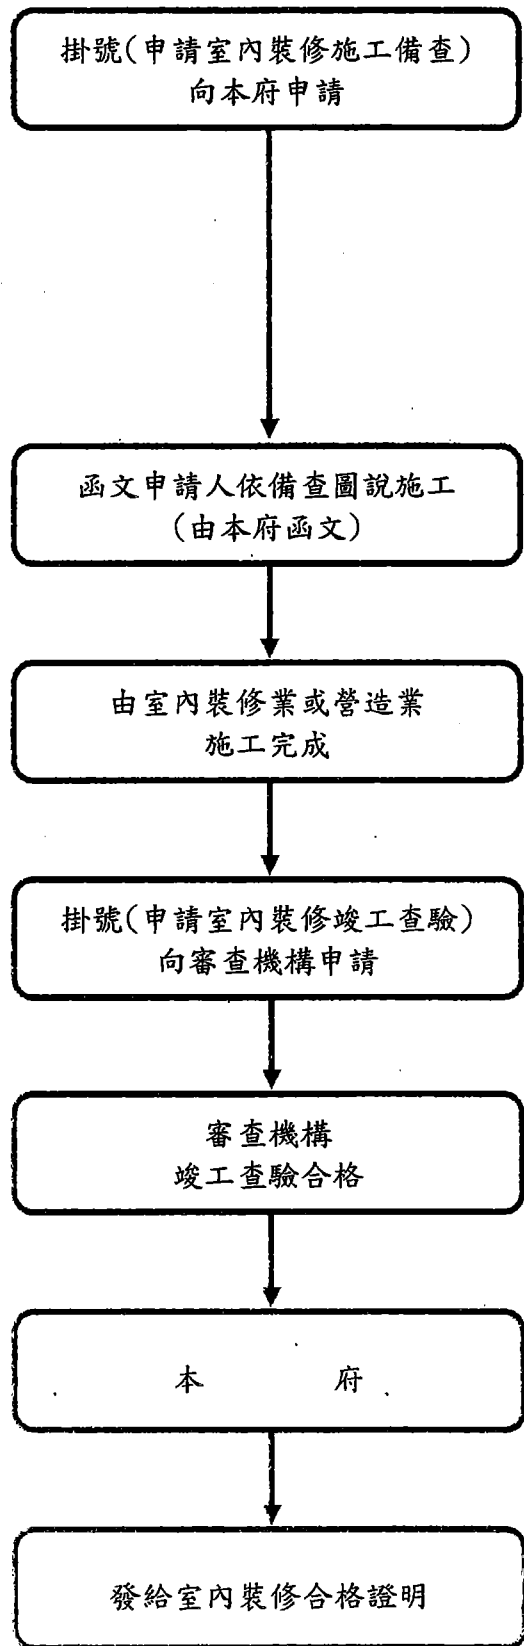 掛號(申請室內裝修施工備查)
向本府申請
函文申請人依備查圖說施工
(由本府函文)
由室內裝修業或營造業
施工完成
掛號(申請室內裝修竣工查驗)
向審查機構申請
審查機構
竣工查驗合格
本 府
發給室內裝修合格證明